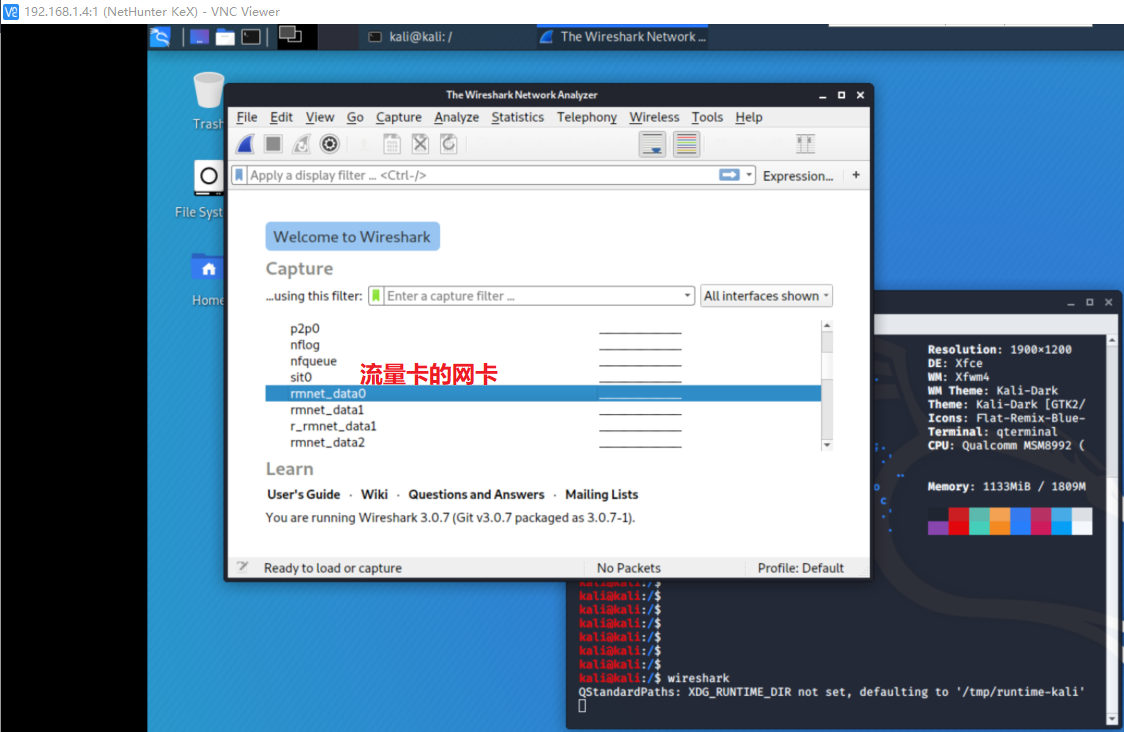 192.168.1.4:1 (NetHunter KeX) - VNC Viewer
kali@kali: /
The Wireshark Network ...
Trash
File Syst
Home
The Wireshark Network Analyzer
File Edit View Go Capture Analyze Statistics Telephony Wireless Tools Help
Apply a display filter ... <Ctrl-/>
Expression...
+
Welcome to Wireshark
Capture
...using this filter:
Enter a capture filter ...
All interfaces shown
p2p0
nflog
nfqueue
sit0
流量卡的网卡
rmnet_data0
rmnet_data1
r_rmnet_data1
rmnet_data2
Learn
User's Guide · Wiki · Questions and Answers · Mailing Lists
You are running Wireshark 3.0.7 (Git v3.0.7 packaged as 3.0.7-1).
Ready to load or capture
No Packets
Profile: Default
Resolution: 1900×1200
DE: Xfce
WM: Xfwm4
WM Theme: Kali-Dark
Theme: Kali-Dark [GTK2/
Icons: Flat-Remix-Blue-
Terminal: qterminal
CPU: Qualcomm MSM8992 (
Memory: 1133MiB / 1809M
kali@kali:/$
kali@kali:/$
kali@kali:/$
kali@kali:/$
kali@kali:/$
kali@kali:/$
kali@kali:/$
kali@kali:/$ wireshark
QStandardPaths: XDG_RUNTIME_DIR not set, defaulting to '/tmp/runtime-kali'